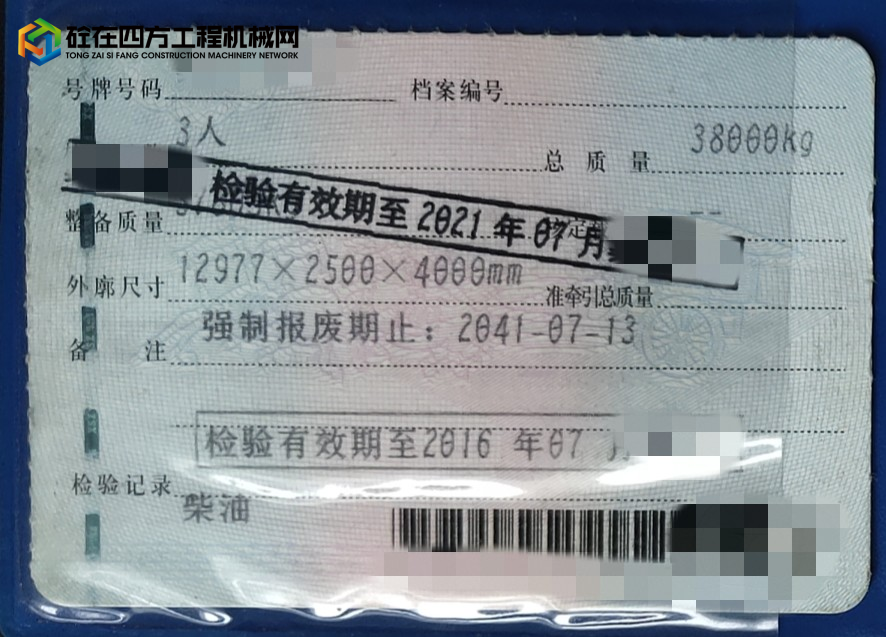 砼在四方工程机械网
TONG ZAI SI FANG CONSTRUCTION MACHINERY NETWORK
号牌号码 档案编号
3人 总质量 38000kg
检验有效期至2021年07月
整备质量
外廓尺寸 12977×2500×4000mm 准牵引总质量
备注 强制报废期止：2041-07-13
检验有效期至2016年07
检验记录
柴油